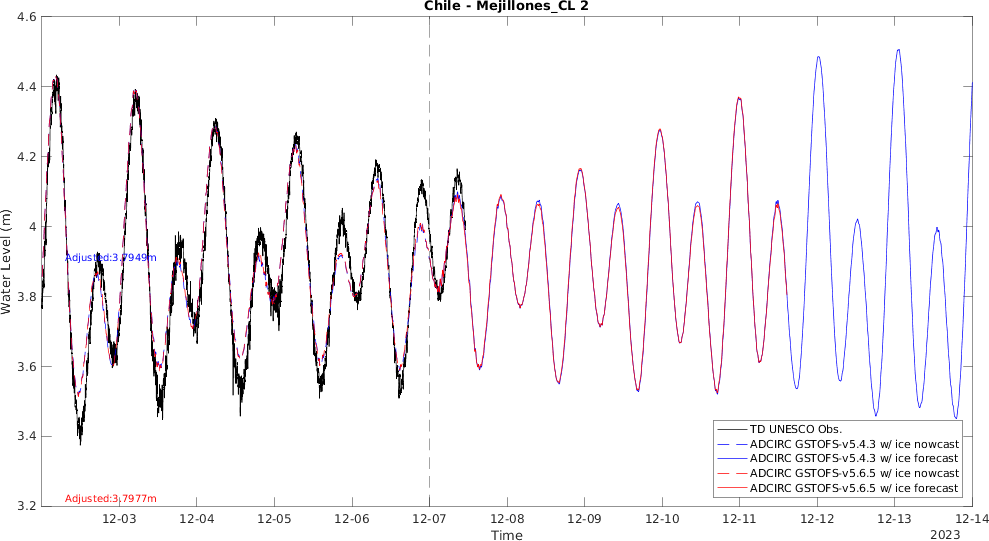 Chile - Mejillones_CL 2
4.6
4.4
4.2
4
3.8
3.6
3.4
3.2
Water Level (m)
Adjusted:3.7949m
Adjusted:3.7977m
TD UNESCO Obs.
ADCIRC GSTOFS-v5.4.3 w/ ice nowcast
ADCIRC GSTOFS-v5.4.3 w/ ice forecast
ADCIRC GSTOFS-v5.6.5 w/ ice nowcast
ADCIRC GSTOFS-v5.6.5 w/ ice forecast
12-03 12-04 12-05 12-06 12-07 12-08 12-09 12-10 12-11 12-12 12-13 12-14
Time
2023